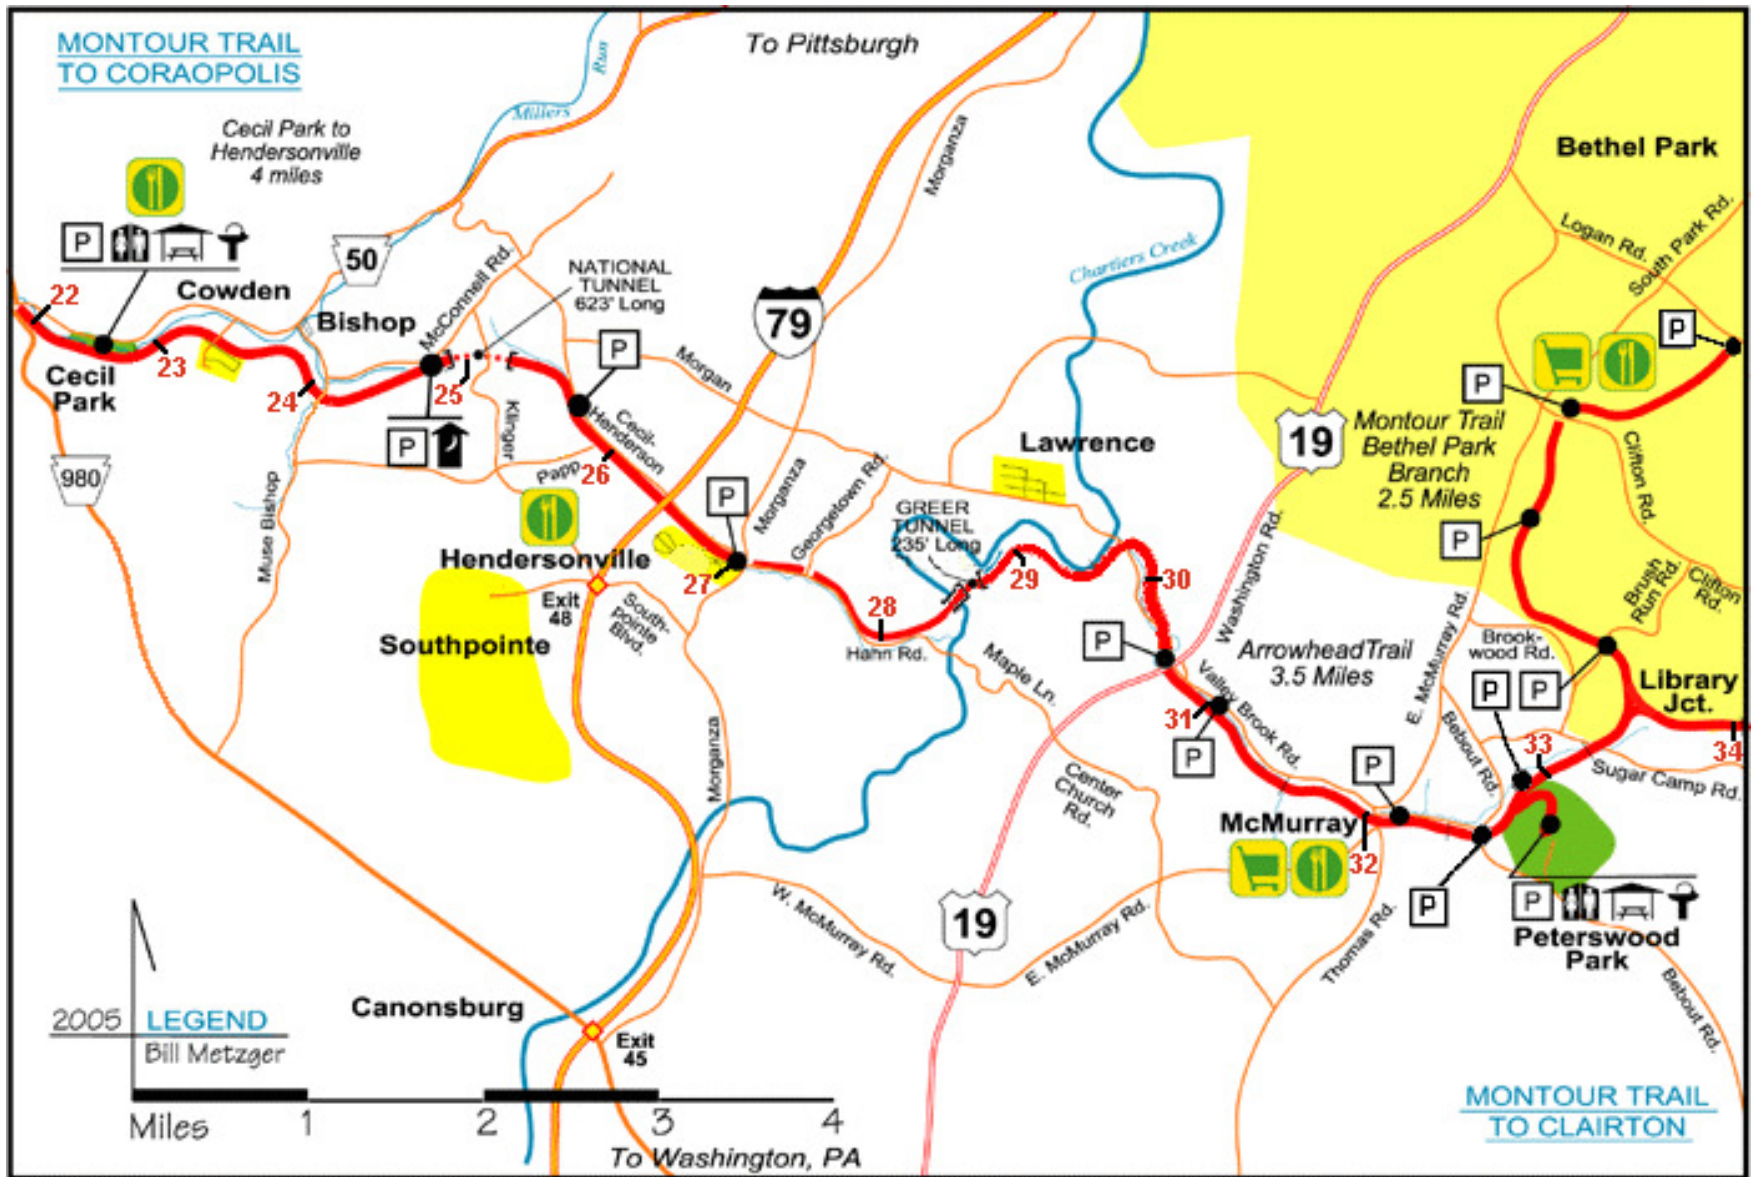 MONTOUR TRAIL
TO CORAOPOLIS
To Pittsburgh
Millers
Run
Cecil Park to
Hendersonville
4 miles
Morganza
Bethel Park
Logan Rd.
South Park Rd.
P
50
Chartiers Creek
NATIONAL
TUNNEL
623' Long
McConnell Rd.
22
Cowden
Bishop
79
P
P
23
Cecil
Park
24
25
Morgan
P
19
Montour Trail
Bethel Park
Branch
2.5 Miles
Clifton Rd.
P
Klinger
Cecil-
Henderson
Papp
26
Lawrence
980
Muse Bishop
P
Morganza
Georgetown Rd.
GREER
TUNNEL
235' Long
Washington Rd.
P
Hendersonville
27
29
30
Brush
Run Rd.
Clifton
Rd.
Exit
48
South-
pointe
Blvd.
28
Hahn Rd.
P
ArrowheadTrail
3.5 Miles
E. McMurray Rd.
Brook-
wood Rd.
Southpointe
Maple Ln.
Valley Brook Rd.
P
P
Library
Jct.
31
P
Bebout Rd.
33
34
Morganza
Center
Church
Rd.
P
Sugar Camp Rd.
McMurray
32
W. McMurray Rd.
19
E. McMurray Rd.
Thomas Rd.
P
P
Peterswood
Park
Bebout Rd.
Canonsburg
Exit
45
2005
LEGEND
Bill Metzger
Miles
1
2
3
4
To Washington, PA
MONTOUR TRAIL
TO CLAIRTON